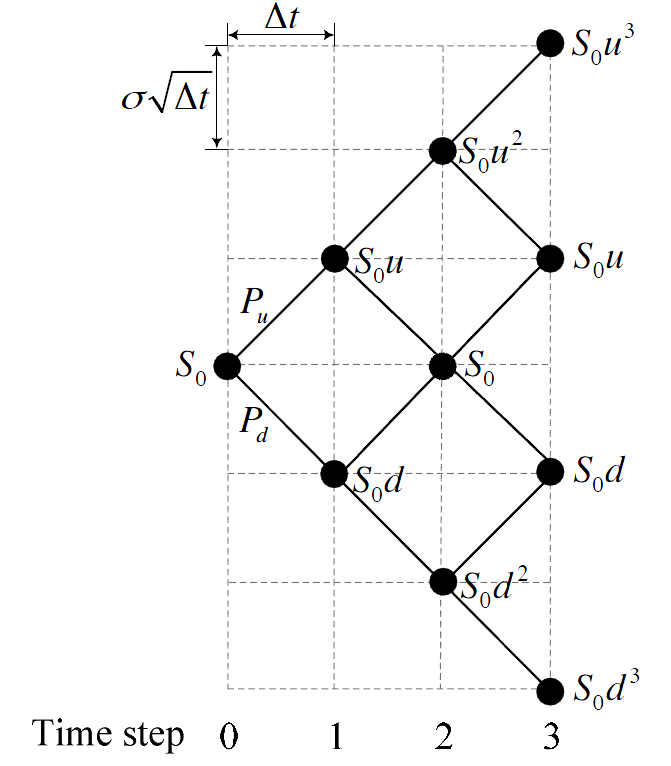 Δt
S₀u³
σ√Δt
S₀u²
S₀u
S₀u
Pᵤ
S₀
S₀
P_d
S₀d
S₀d
S₀d²
S₀d³
Time step 0 1 2 3